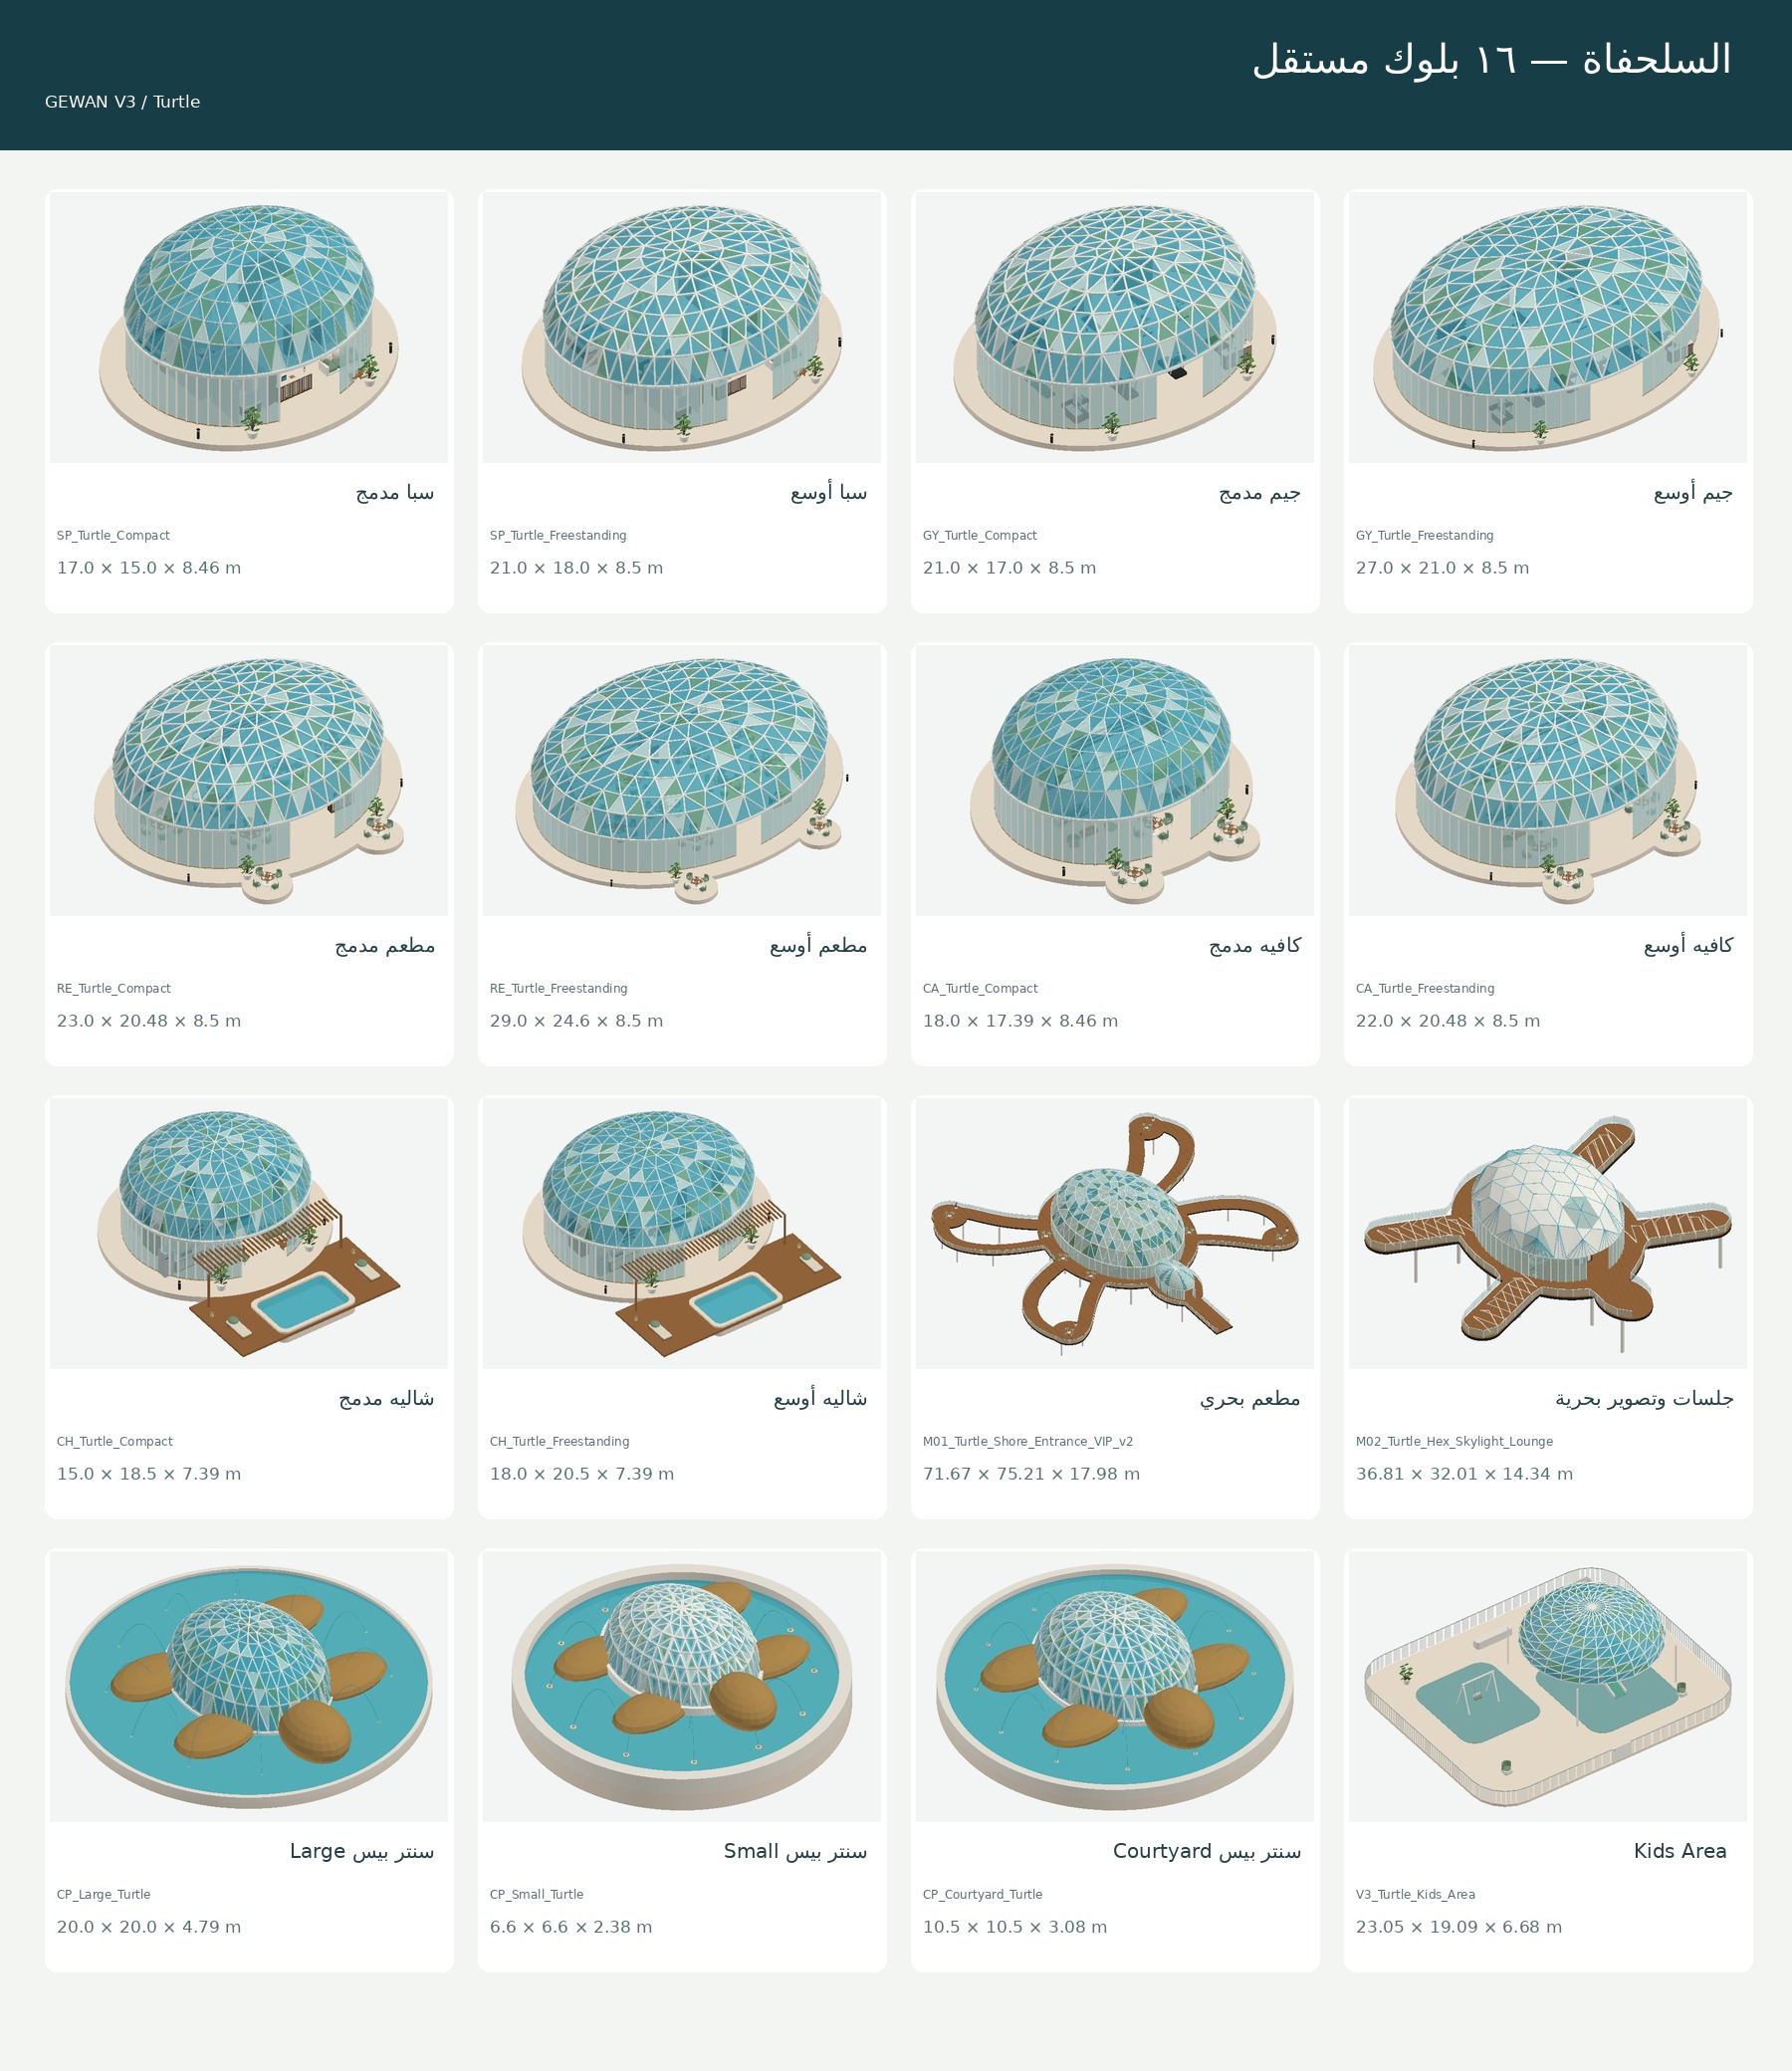 السلحفاة — ١٦ بلوك مستقل
GEWAN V3 / Turtle
سبا مدمج
SP_Turtle_Compact
17.0 × 15.0 × 8.46 m
سبا أوسع
SP_Turtle_Freestanding
21.0 × 18.0 × 8.5 m
جيم مدمج
GY_Turtle_Compact
21.0 × 17.0 × 8.5 m
جيم أوسع
GY_Turtle_Freestanding
27.0 × 21.0 × 8.5 m
مطعم مدمج
RE_Turtle_Compact
23.0 × 20.48 × 8.5 m
مطعم أوسع
RE_Turtle_Freestanding
29.0 × 24.6 × 8.5 m
كافيه مدمج
CA_Turtle_Compact
18.0 × 17.39 × 8.46 m
كافيه أوسع
CA_Turtle_Freestanding
22.0 × 20.48 × 8.5 m
شاليه مدمج
CH_Turtle_Compact
15.0 × 18.5 × 7.39 m
شاليه أوسع
CH_Turtle_Freestanding
18.0 × 20.5 × 7.39 m
مطعم بحري
M01_Turtle_Shore_Entrance_VIP_v2
71.67 × 75.21 × 17.98 m
جلسات وتصوير بحرية
M02_Turtle_Hex_Skylight_Lounge
36.81 × 32.01 × 14.34 m
سنتر بيس Large
CP_Large_Turtle
20.0 × 20.0 × 4.79 m
سنتر بيس Small
CP_Small_Turtle
6.6 × 6.6 × 2.38 m
سنتر بيس Courtyard
CP_Courtyard_Turtle
10.5 × 10.5 × 3.08 m
Kids Area
V3_Turtle_Kids_Area
23.05 × 19.09 × 6.68 m